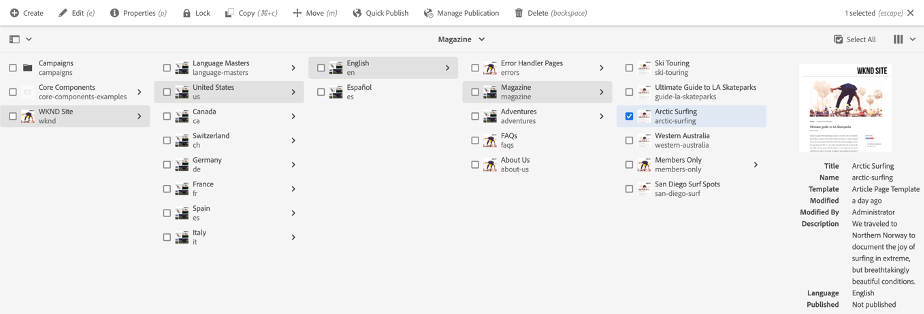 Create Edit (e) Properties (p) Lock Copy (⌘+c) Move (m) Quick Publish Manage Publication Delete (backspace) 1 selected (escape)
Magazine Select All
Campaigns
campaigns
Core Components
core-components-examples
WKND Site
wknd
Language Masters
language-masters
United States
us
Canada
ca
Switzerland
ch
Germany
de
France
fr
Spain
es
Italy
it
English
en
Español
es
Error Handler Pages
errors
Magazine
magazine
Adventures
adventures
FAQs
faqs
About Us
about-us
Ski Touring
ski-touring
Ultimate Guide to LA Skateparks
guide-la-skateparks
Arctic Surfing
arctic-surfing
Western Australia
western-australia
Members Only
members-only
San Diego Surf Spots
san-diego-surf
WKND SITE
Title Arctic Surfing
Name arctic-surfing
Template Article Page Template
Modified a day ago
Modified By Administrator
Description We traveled to
Northern Norway to
document the joy of
surfing in extreme,
but breathtakingly
beautiful conditions.
Language English
Published Not published